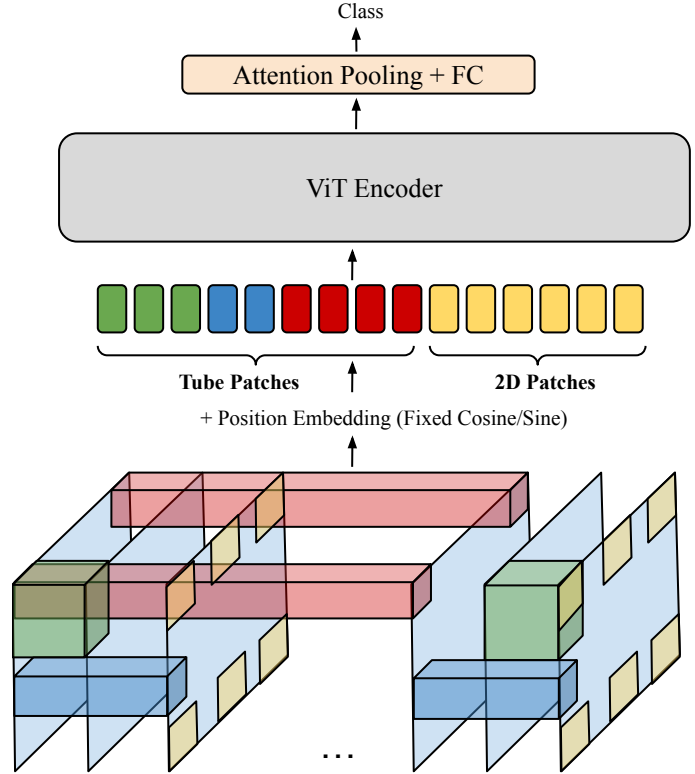 Class
Attention Pooling + FC
ViT Encoder
Tube Patches
2D Patches
+ Position Embedding (Fixed Cosine/Sine)
...